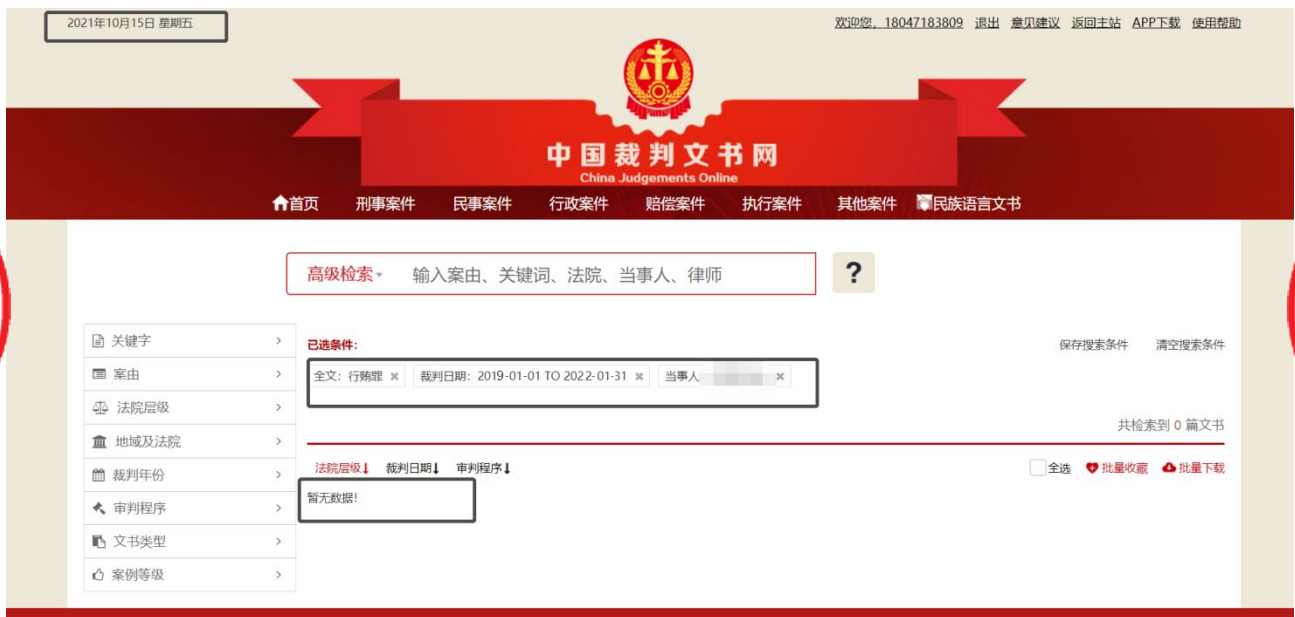 2021年10月15日 星期五
欢迎您，18047183809 退出 意见建议 返回主站 APP下载 使用帮助
中国裁判文书网
China Judgements Online
首页 刑事案件 民事案件 行政案件 赔偿案件 执行案件 其他案件 民族语言文书
高级检索 输入案由、关键词、法院、当事人、律师 ?
关键字
案由
法院层级
地域及法院
裁判年份
审判程序
文书类型
案例等级
已选条件: 保存搜索条件 清空搜索条件
全文: 行贿罪 × 裁判日期: 2019-01-01 TO 2022-01-31 × 当事人 ×
共检索到 0 篇文书
法院层级 裁判日期 审判程序 全选 批量收藏 批量下载
暂无数据!